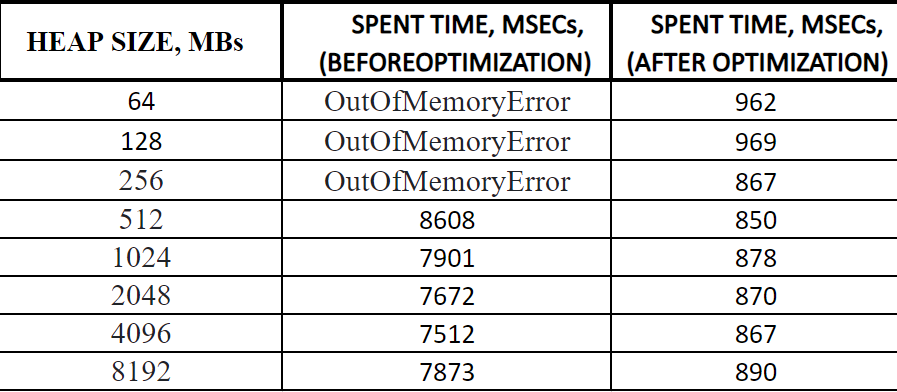 HEAP SIZE, MBs SPENT TIME, MSECs, (BEFOREOPTIMIZATION) SPENT TIME, MSECs, (AFTER OPTIMIZATION)
64 OutOfMemoryError 962
128 OutOfMemoryError 969
256 OutOfMemoryError 867
512 8608 850
1024 7901 878
2048 7672 870
4096 7512 867
8192 7873 890